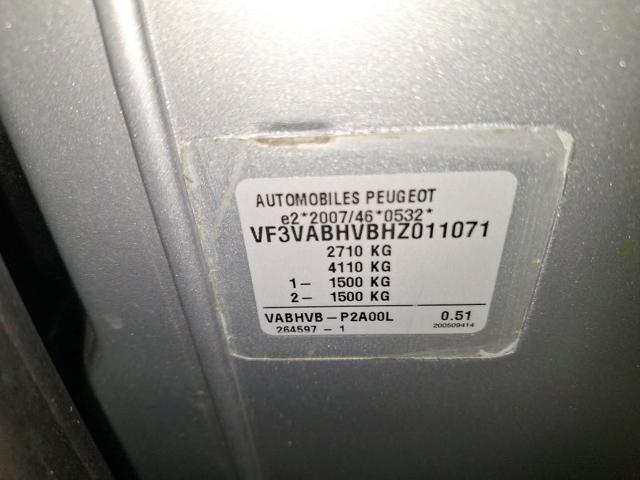 AUTOMOBILES PEUGEOT
e2*2007/46*0532*
VF3VABHVBHZ011071
2710 KG
4110 KG
1- 1500 KG
2- 1500 KG
VABHVB-P2A00L 0.51
264597 - 1 200509414